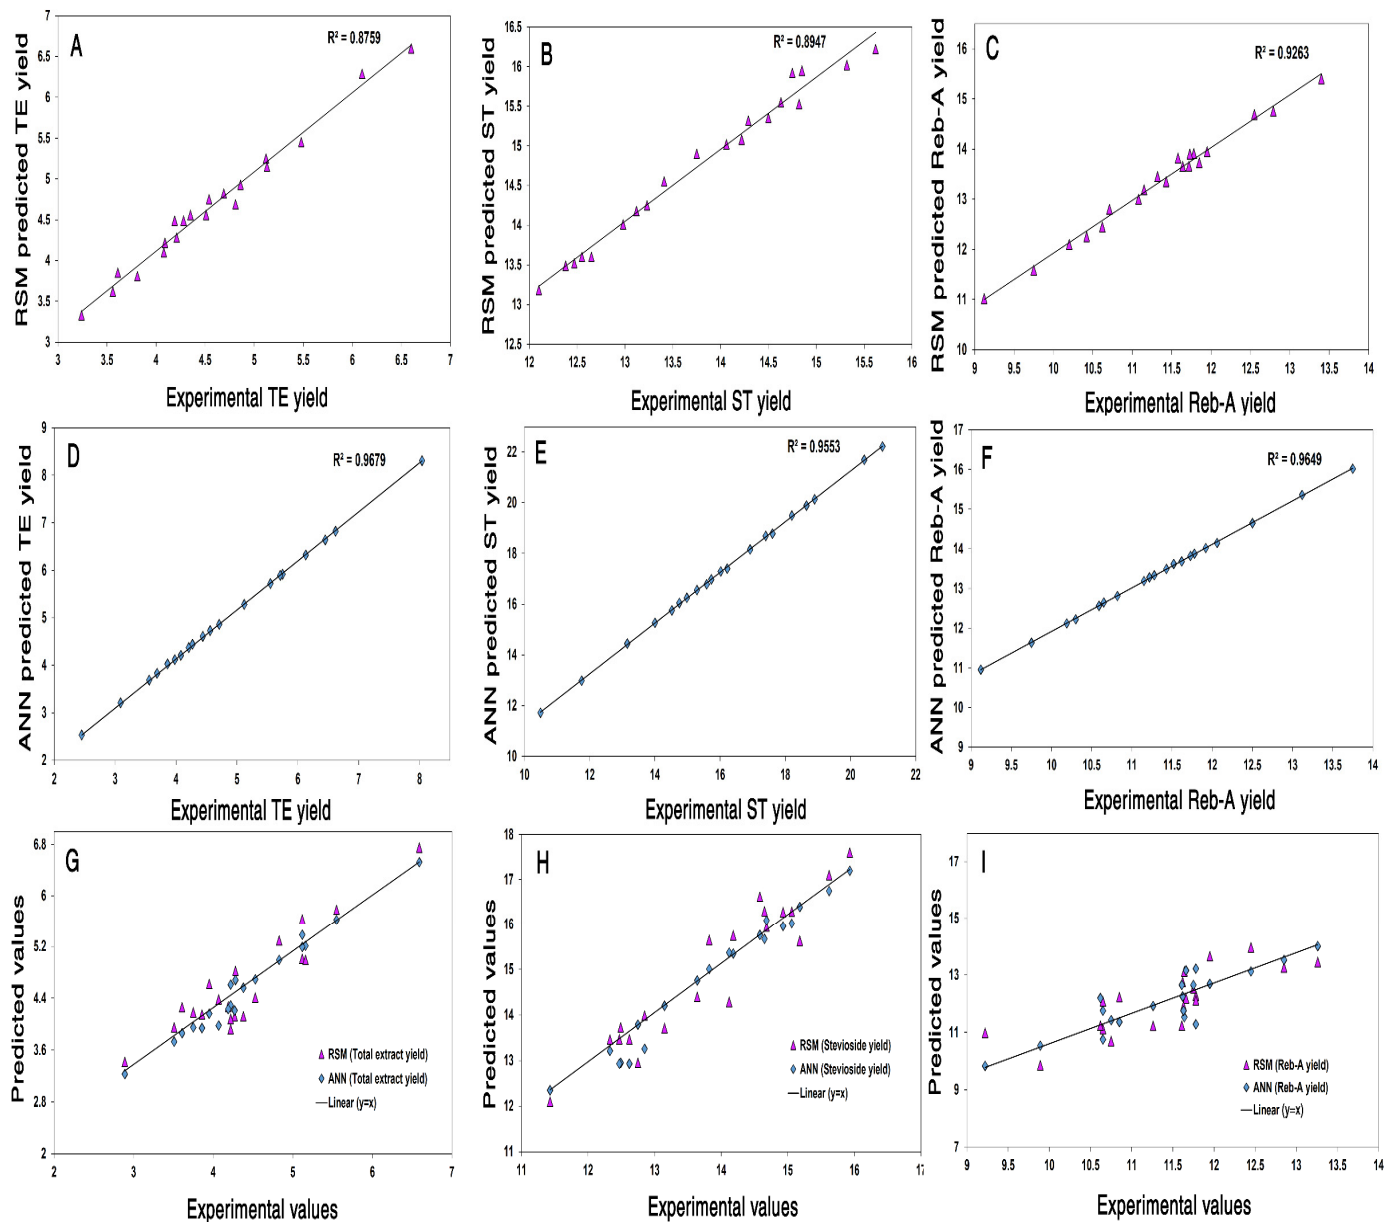 A
R² = 0.8759
RSM predicted TE yield
7
6.5
6
5.5
5
4.5
4
3.5
3
3 3.5 4 4.5 5 5.5 6 6.5 7
Experimental TE yield
B
R² = 0.8947
RSM predicted ST yield
16.5
16
15.5
15
14.5
14
13.5
13
12.5
12 12.5 13 13.5 14 14.5 15 15.5 16
Experimental ST yield
C
R² = 0.9263
RSM predicted Reb-A yield
16
15
14
13
12
11
10
9 9.5 10 10.5 11 11.5 12 12.5 13 13.5 14
Experimental Reb-A yield
D
R² = 0.9679
ANN predicted TE yield
9
8
7
6
5
4
3
2
2 3 4 5 6 7 8
Experimental TE yield
E
R² = 0.9553
ANN predicted ST yield
22
20
18
16
14
12
10
10 12 14 16 18 20 22
Experimental ST yield
F
R² = 0.9649
ANN predicted Reb-A yield
17
16
15
14
13
12
11
10
9
9 9.5 10 10.5 11 11.5 12 12.5 13 13.5 14
Experimental Reb-A yield
G
Predicted values
6.8
6
5.2
4.4
3.6
2.8
2
RSM (Total extract yield)
ANN (Total extract yield)
Linear (y=x)
2 3 4 5 6 7
Experimental values
H
Predicted values
18
17
16
15
14
13
12
11
RSM (Stevioside yield)
ANN (Stevioside yield)
Linear (y=x)
11 12 13 14 15 16
Experimental values
I
Predicted values
17
15
13
11
9
7
RSM (Reb-A yield)
ANN (Reb-A yield)
Linear (y=x)
9 9.5 10 10.5 11 11.5 12 12.5 13 13.5 14
Experimental values